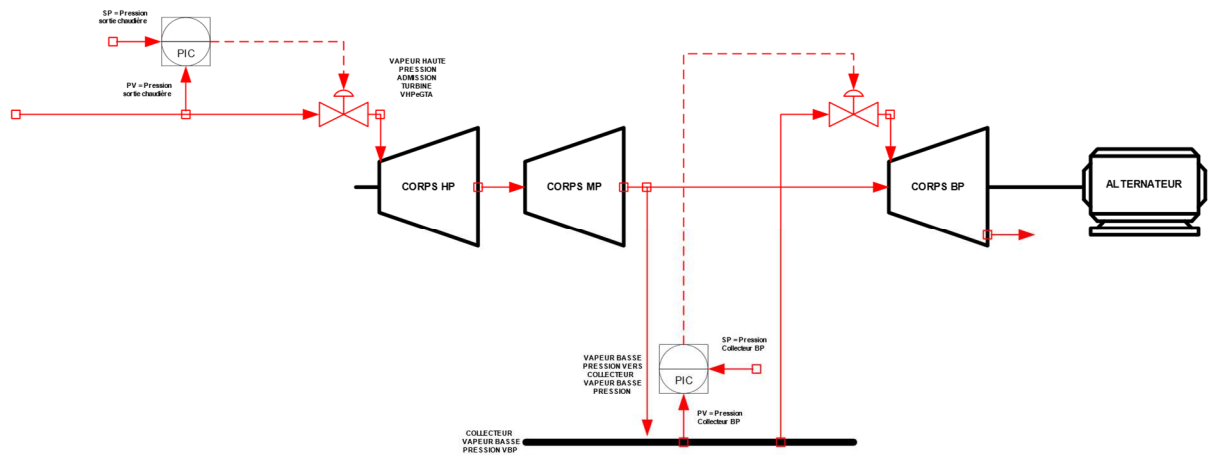 SP = Pression
sortie chaudière
PIC
PV = Pression
sortie chaudière
VAPEUR HAUTE
PRESSION
ADMISSION
TURBINE
VHPeGTA
CORPS HP
CORPS MP
CORPS BP
ALTERNATEUR
VAPEUR BASSE
PRESSION VERS
COLLECTEUR
VAPEUR BASSE
PRESSION
SP = Pression
Collecteur BP
PIC
PV = Pression
Collecteur BP
COLLECTEUR
VAPEUR BASSE
PRESSION VBP